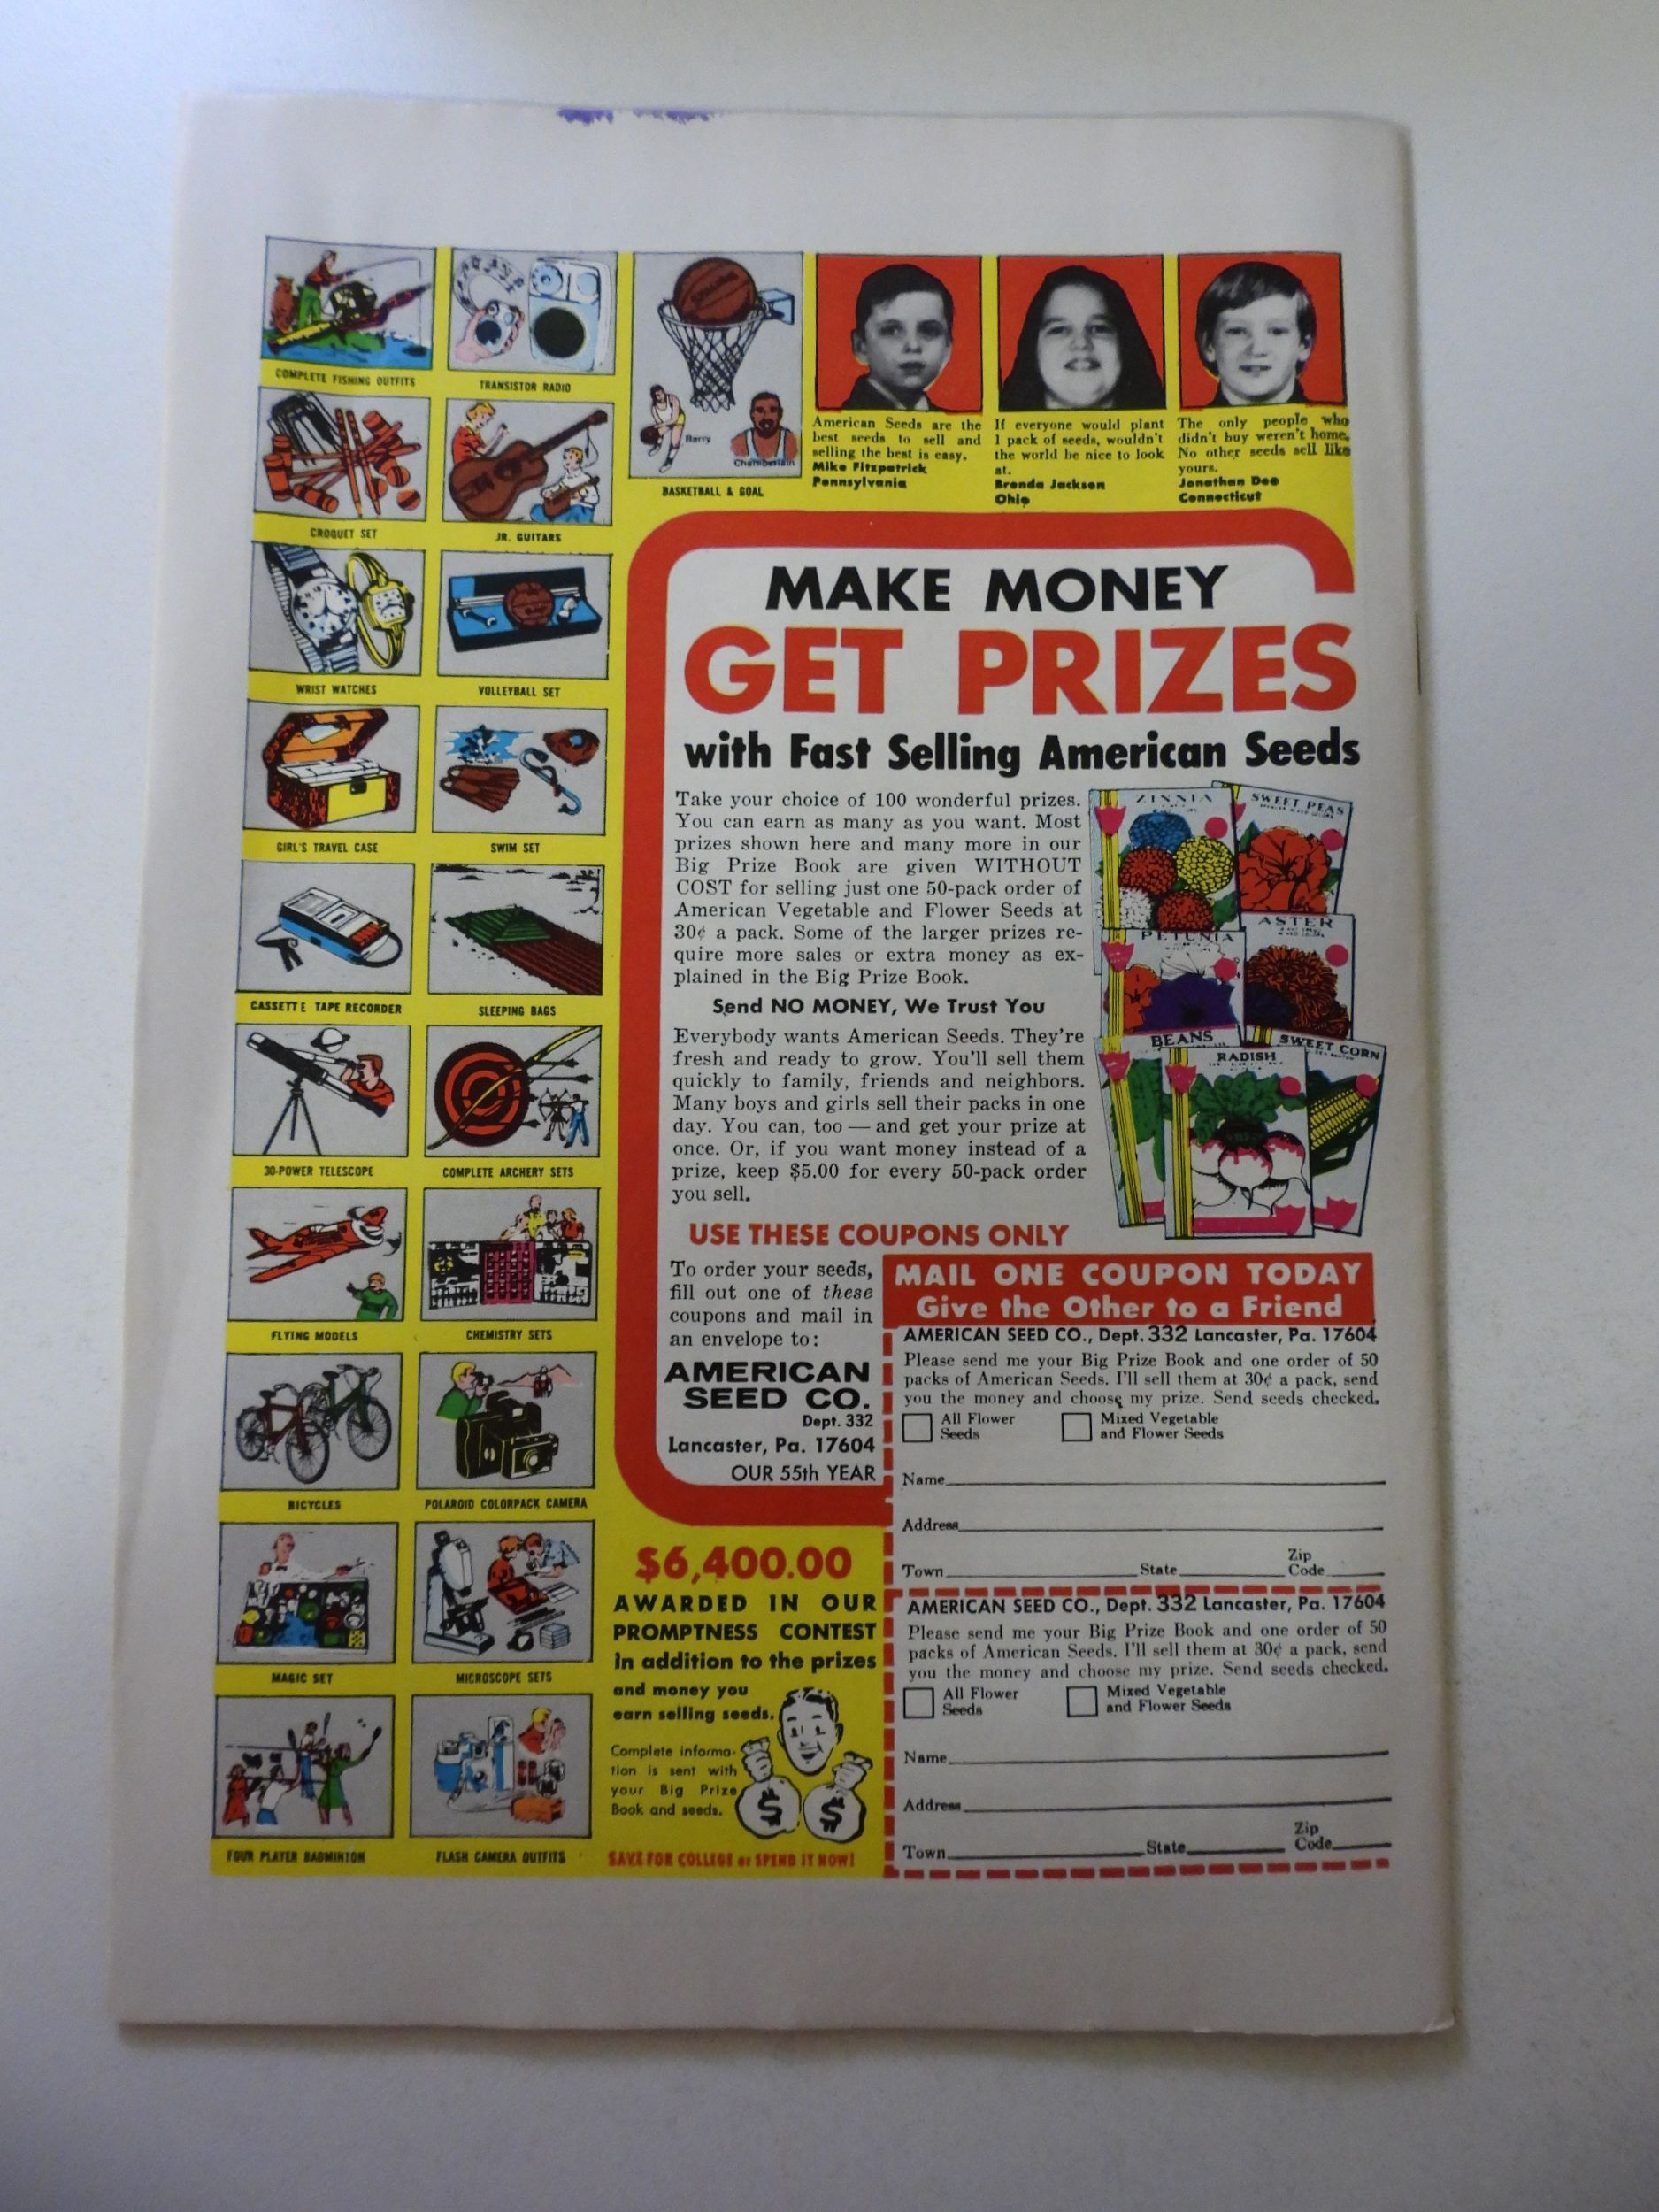 COMPLETE FISHING OUTFITS
TRANSISTOR RADIO
CROQUET SET
JR. GUITARS
WRIST WATCHES
VOLLEYBALL SET
GIRL'S TRAVEL CASE
SWIM SET
CASSETTE TAPE RECORDER
SLEEPING BAGS
30-POWER TELESCOPE
COMPLETE ARCHERY SETS
FLYING MODELS
CHEMISTRY SETS
BICYCLES
POLAROID COLORPACK CAMERA
MAGIC SET
MICROSCOPE SETS
FOUR PLAYER BADMINTON
FLASH CAMERA OUTFITS
SPALDING
Barry
Chamberlain
BASKETBALL & GOAL
American Seeds are the
best seeds to sell and
selling the best is easy.
Mike Fitzpatrick
Pennsylvania
If everyone would plant
1 pack of seeds, wouldn't
the world be nice to look
at.
Brenda Jackson
Ohio
The only people who
didn't buy weren't home.
No other seeds sell like
yours.
Jonathan Dee
Connecticut
MAKE MONEY
GET PRIZES
with Fast Selling American Seeds
Take your choice of 100 wonderful prizes.
You can earn as many as you want. Most
prizes shown here and many more in our
Big Prize Book are given WITHOUT
COST for selling just one 50-pack order of
American Vegetable and Flower Seeds at
30¢ a pack. Some of the larger prizes re-
quire more sales or extra money as ex-
plained in the Big Prize Book.
Send NO MONEY, We Trust You
Everybody wants American Seeds. They're
fresh and ready to grow. You'll sell them
quickly to family, friends and neighbors.
Many boys and girls sell their packs in one
day. You can, too — and get your prize at
once. Or, if you want money instead of a
prize, keep $5.00 for every 50-pack order
you sell.
ZINNIA
SWEET PEAS
PETUNIA
ASTER
BEANS
RADISH
SWEET CORN
USE THESE COUPONS ONLY
To order your seeds,
fill out one of these
coupons and mail in
an envelope to:
AMERICAN
SEED CO.
Dept. 332
Lancaster, Pa. 17604
OUR 55th YEAR
MAIL ONE COUPON TODAY
Give the Other to a Friend
AMERICAN SEED CO., Dept. 332 Lancaster, Pa. 17604
Please send me your Big Prize Book and one order of 50
packs of American Seeds. I'll sell them at 30¢ a pack, send
you the money and choose my prize. Send seeds checked.
All Flower Seeds
Mixed Vegetable and Flower Seeds
Name
Address
Town State Zip Code
AMERICAN SEED CO., Dept. 332 Lancaster, Pa. 17604
Please send me your Big Prize Book and one order of 50
packs of American Seeds. I'll sell them at 30¢ a pack, send
you the money and choose my prize. Send seeds checked.
All Flower Seeds
Mixed Vegetable and Flower Seeds
Name
Address
Town State Zip Code
$6,400.00
AWARDED IN OUR
PROMPTNESS CONTEST
in addition to the prizes
and money you
earn selling seeds.
Complete informa-
tion is sent with
your Big Prize
Book and seeds.
$ $
SAVE FOR COLLEGE or SPEND IT NOW!